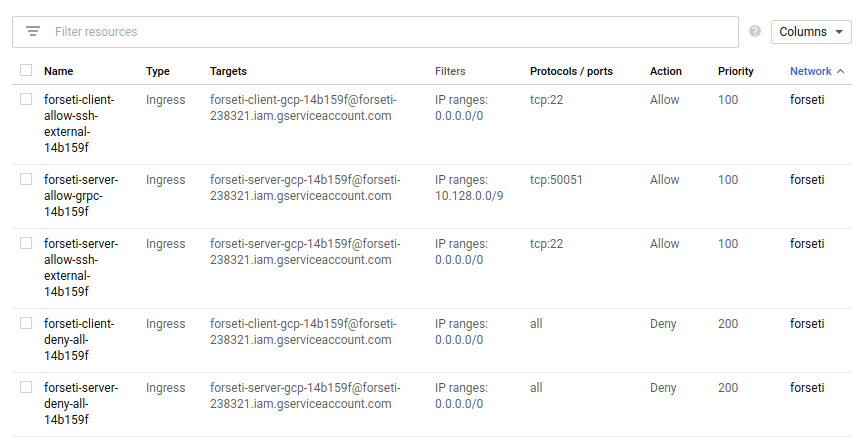 Filter resources
?
Columns
Name Type Targets Filters Protocols / ports Action Priority Network
forseti-client- Ingress forseti-client-gcp-14b159f@forseti- IP ranges: tcp:22 Allow 100 forseti
allow-ssh- 238321.iam.gserviceaccount.com 0.0.0.0/0
external-
14b159f
forseti-server- Ingress forseti-server-gcp-14b159f@forseti- IP ranges: tcp:50051 Allow 100 forseti
allow-grpc- 238321.iam.gserviceaccount.com 10.128.0.0/9
14b159f
forseti-server- Ingress forseti-server-gcp-14b159f@forseti- IP ranges: tcp:22 Allow 100 forseti
allow-ssh- 238321.iam.gserviceaccount.com 0.0.0.0/0
external-
14b159f
forseti-client- Ingress forseti-client-gcp-14b159f@forseti- IP ranges: all Deny 200 forseti
deny-all- 238321.iam.gserviceaccount.com 0.0.0.0/0
14b159f
forseti-server- Ingress forseti-server-gcp-14b159f@forseti- IP ranges: all Deny 200 forseti
deny-all- 238321.iam.gserviceaccount.com 0.0.0.0/0
14b159f